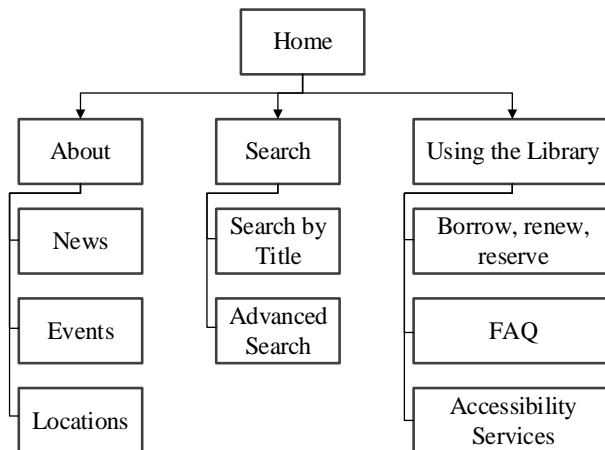 Home
About
Search
Using the Library
News
Search by
Title
Borrow, renew,
reserve
Events
Advanced
Search
FAQ
Locations
Accessibility
Services